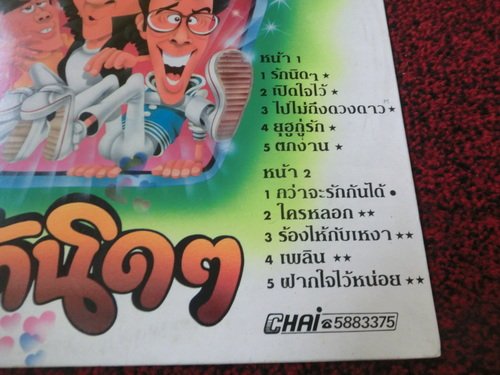 หน้า 1
1 รักนิดๆ ★
2 เปิดใจไว้ ★
3 ไปไม่ถึงดวงดาว ★
4 ยุฮูกู่รัก ★
5 ตกงาน ★
หน้า 2
1 กว่าจะรักกันได้ ●
2 ใครหลอก ★★
3 ร้องไห้กับเหงา ★★
4 เพลิน ★★
5 ฝากใจไว้หน่อย ★★
ักนิดๆ
CHAI ☎5883375